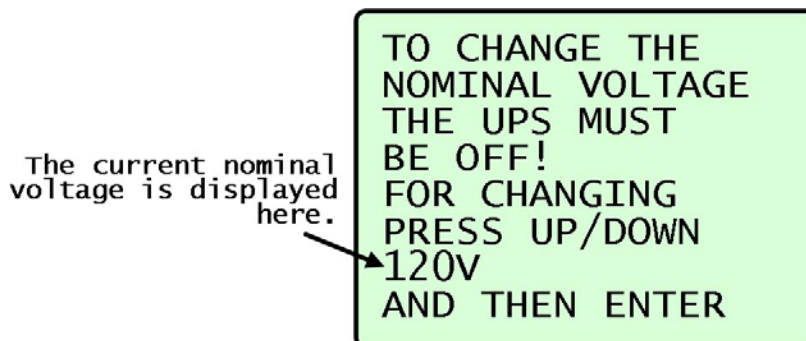 The current nominal
voltage is displayed
here.
TO CHANGE THE
NOMINAL VOLTAGE
THE UPS MUST
BE OFF!
FOR CHANGING
PRESS UP/DOWN
120V
AND THEN ENTER